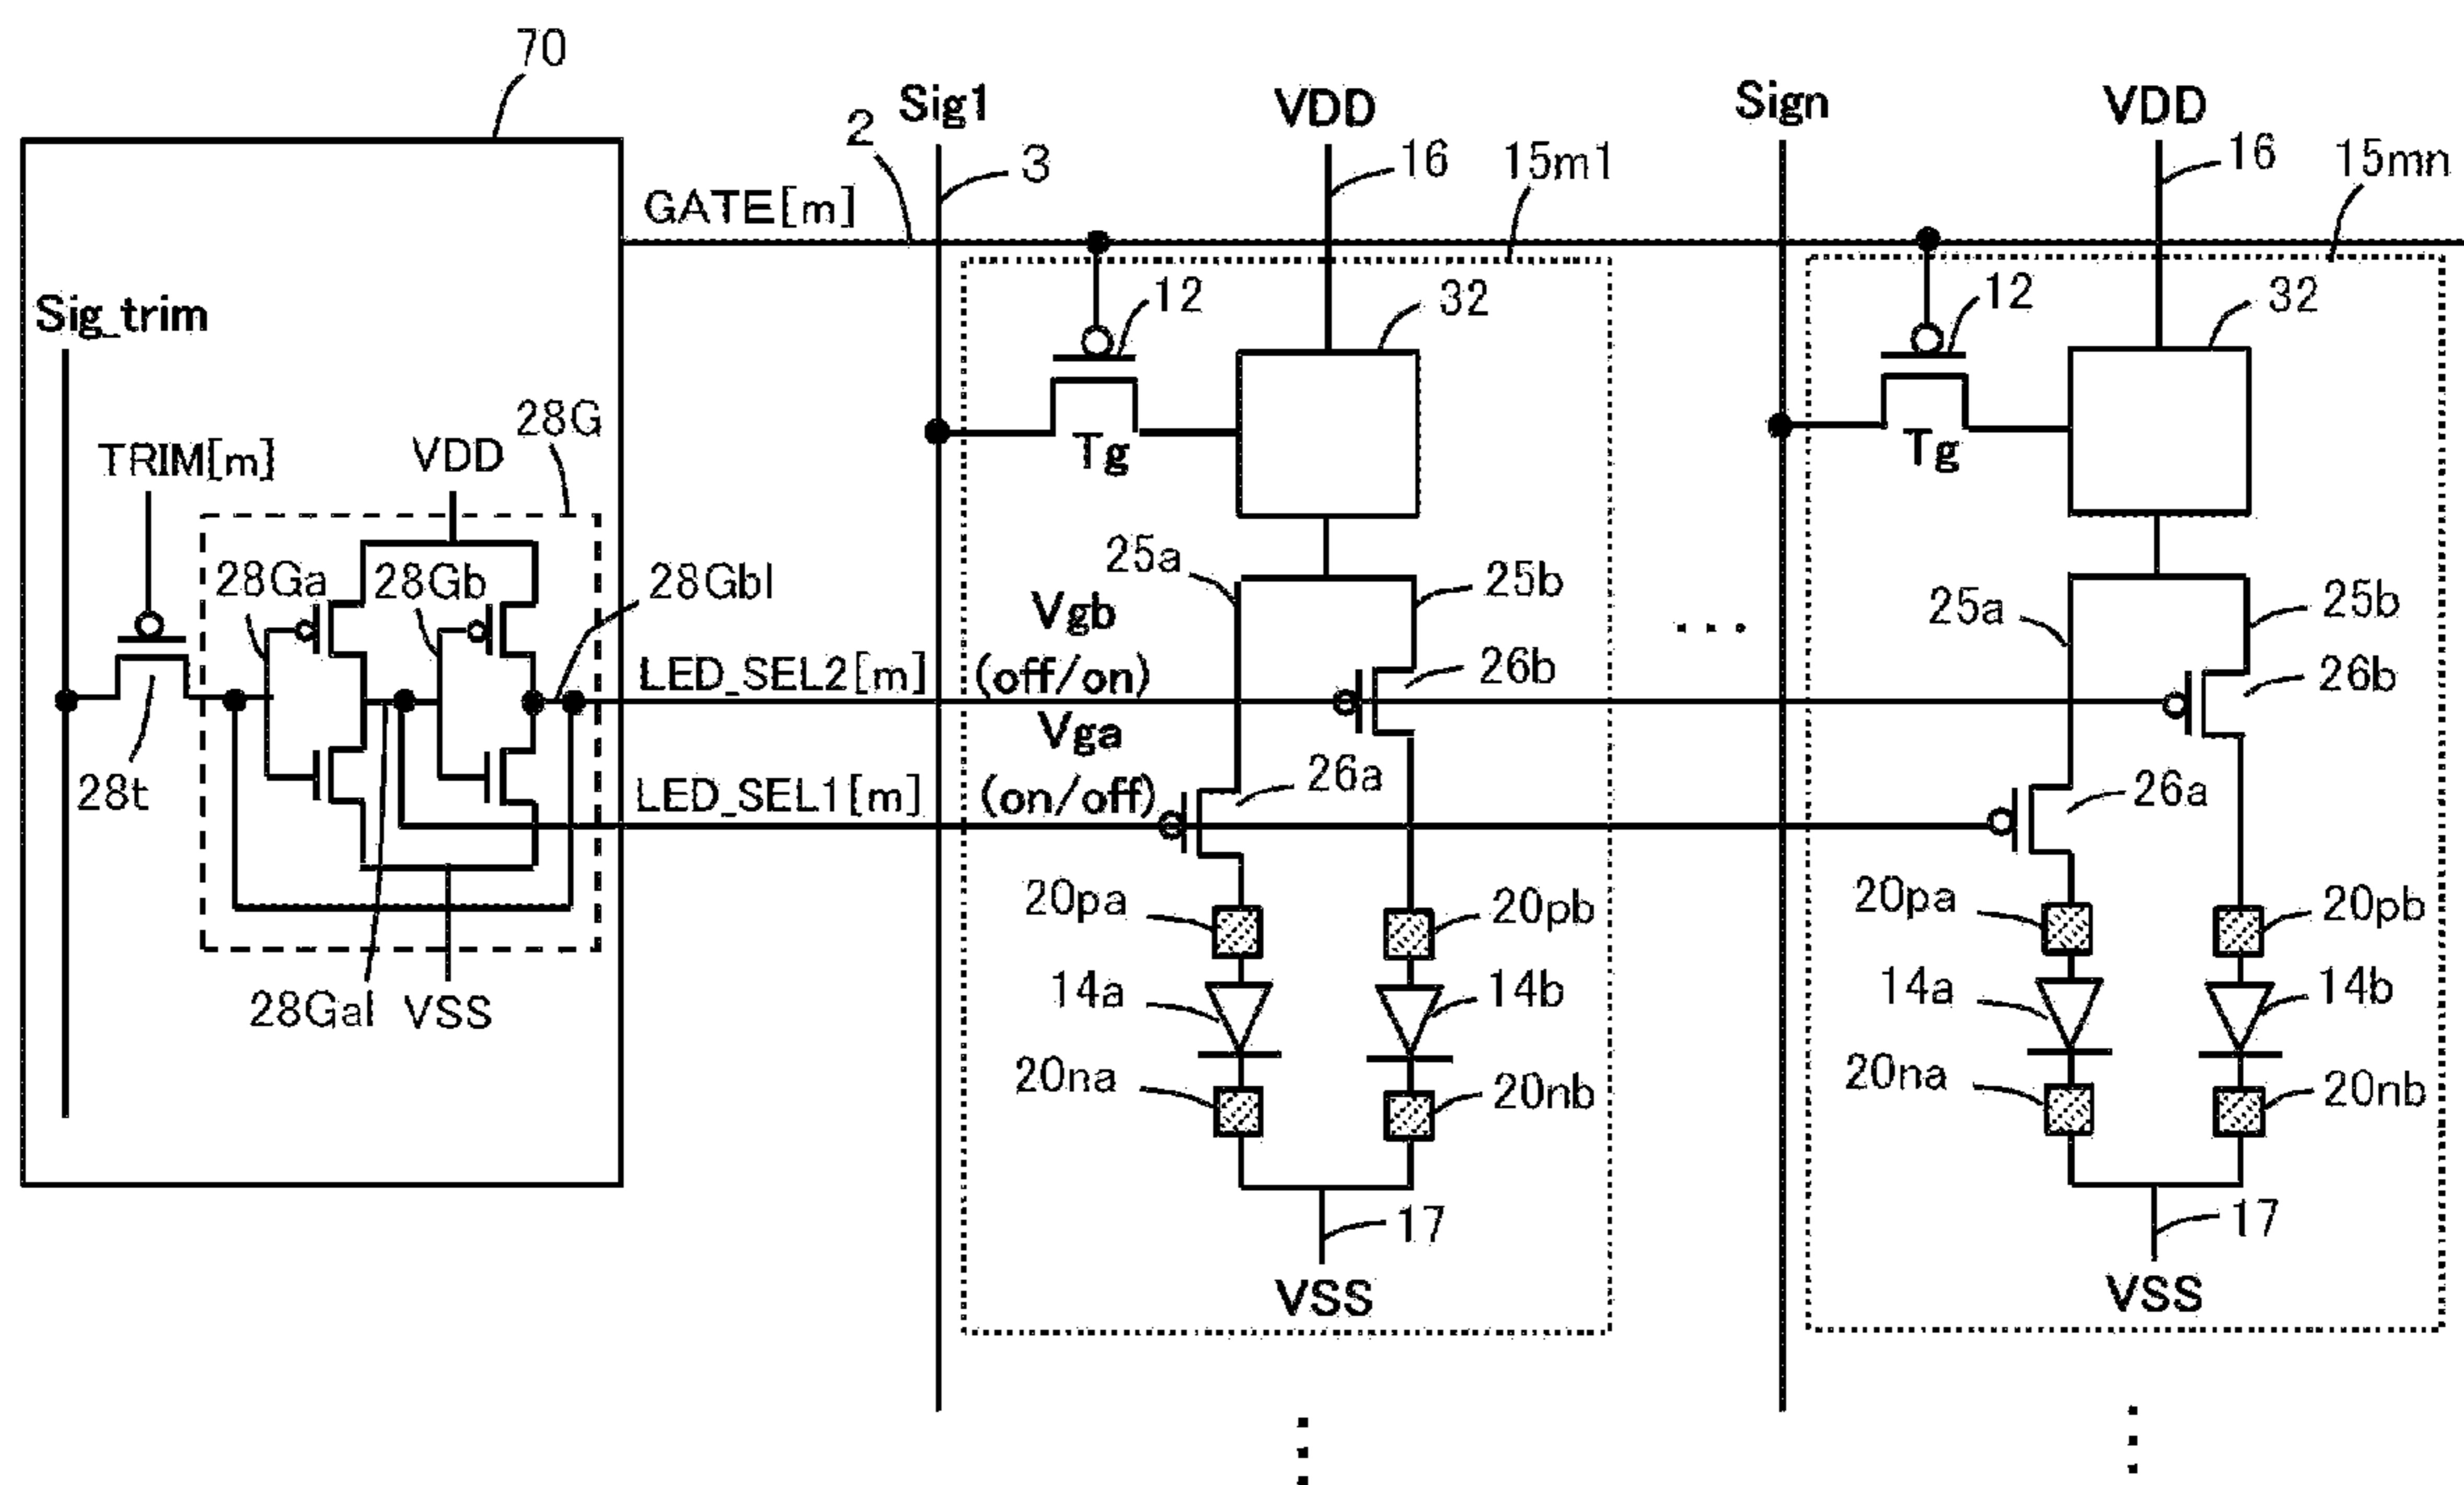 70
Sig1
VDD
Sign
VDD
2
3
16
15m1
16
15mn
GATE[m]
Sig_trim
12
32
12
32
28G
TRIM[m]
VDD
Tg
Tg
28Ga
28Gb
28Gbl
25a
25b
25a
25b
Vgb
...
LED_SEL2[m]
(off/on)
26b
26b
Vga
28t
LED_SEL1[m]
(on/off)
26a
26a
20pa
20pb
20pa
20pb
28Gal
VSS
14a
14b
14a
14b
20na
20nb
20na
20nb
17
17
VSS
VSS